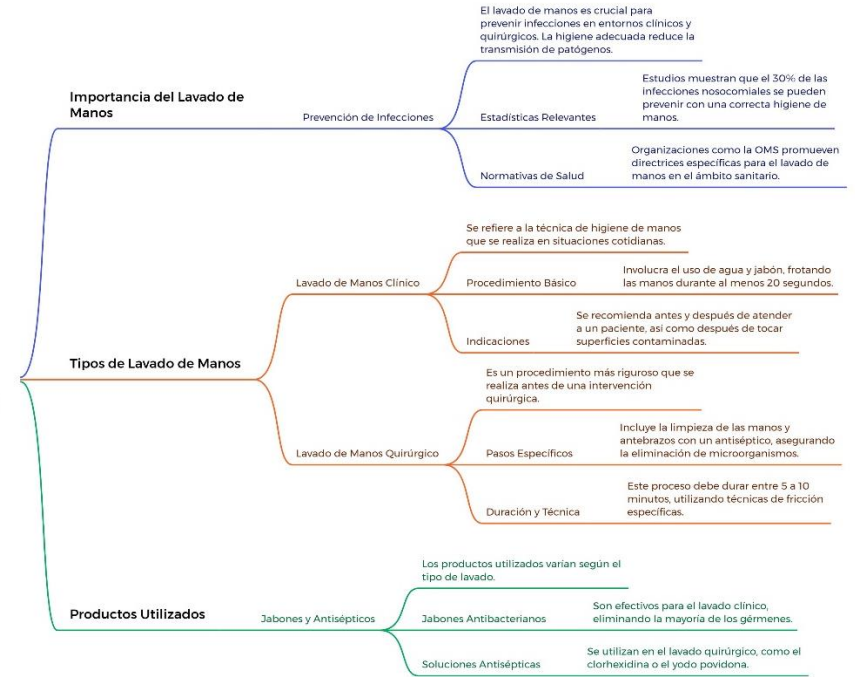 El lavado de manos es crucial para
prevenir infecciones en entornos clínicos y
quirúrgicos. La higiene adecuada reduce la
transmisión de patógenos.
Importancia del Lavado de
Manos
Prevención de Infecciones
Estadísticas Relevantes
Estudios muestran que el 30% de las
infecciones nosocomiales se pueden
prevenir con una correcta higiene de
manos.
Normativas de Salud
Organizaciones como la OMS promueven
directrices específicas para el lavado de
manos en el ámbito sanitario.
Tipos de Lavado de Manos
Lavado de Manos Clínico
Se refiere a la técnica de higiene de manos
que se realiza en situaciones cotidianas.
Procedimiento Básico
Involucra el uso de agua y jabón, frotando
las manos durante al menos 20 segundos.
Indicaciones
Se recomienda antes y después de atender
a un paciente, asi como después de tocar
superficies contaminadas.
Lavado de Manos Quirúrgico
Es un procedimiento más riguroso que se
realiza antes de una intervención
quirúrgica.
Pasos Específicos
Incluye la limpieza de las manos y
antebrazos con un antiséptico, asegurando
la eliminación de microorganismos.
Duración y Técnica
Este proceso debe durar entre 5 a 10
minutos, utilizando técnicas de fricción
específicas.
Productos Utilizados
Jabones y Antisépticos
Los productos utilizados varían según el
tipo de lavado.
Jabones Antibacterianos
Son efectivos para el lavado clínico,
eliminando la mayoría de los gérmenes.
Soluciones Antisépticas
Se utilizan en el lavado quirúrgico, como el
clorhexidina o el yodo povidona.